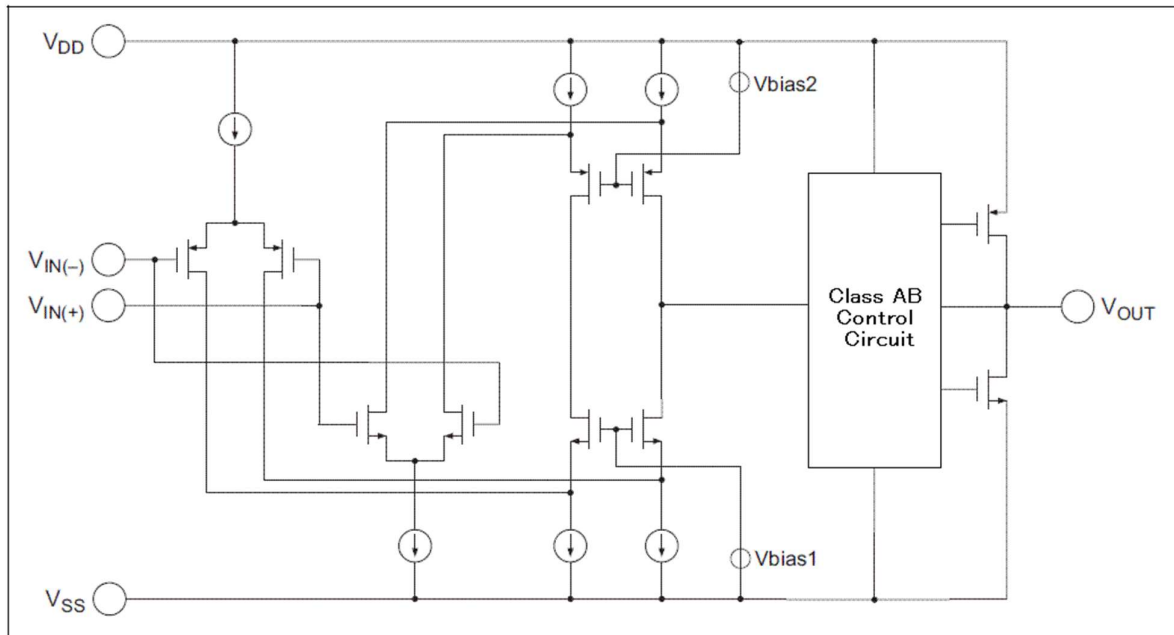 VDD
Vbias2
VIN(–)
VIN(+)
Class AB
Control
Circuit
VOUT
Vbias1
VSS